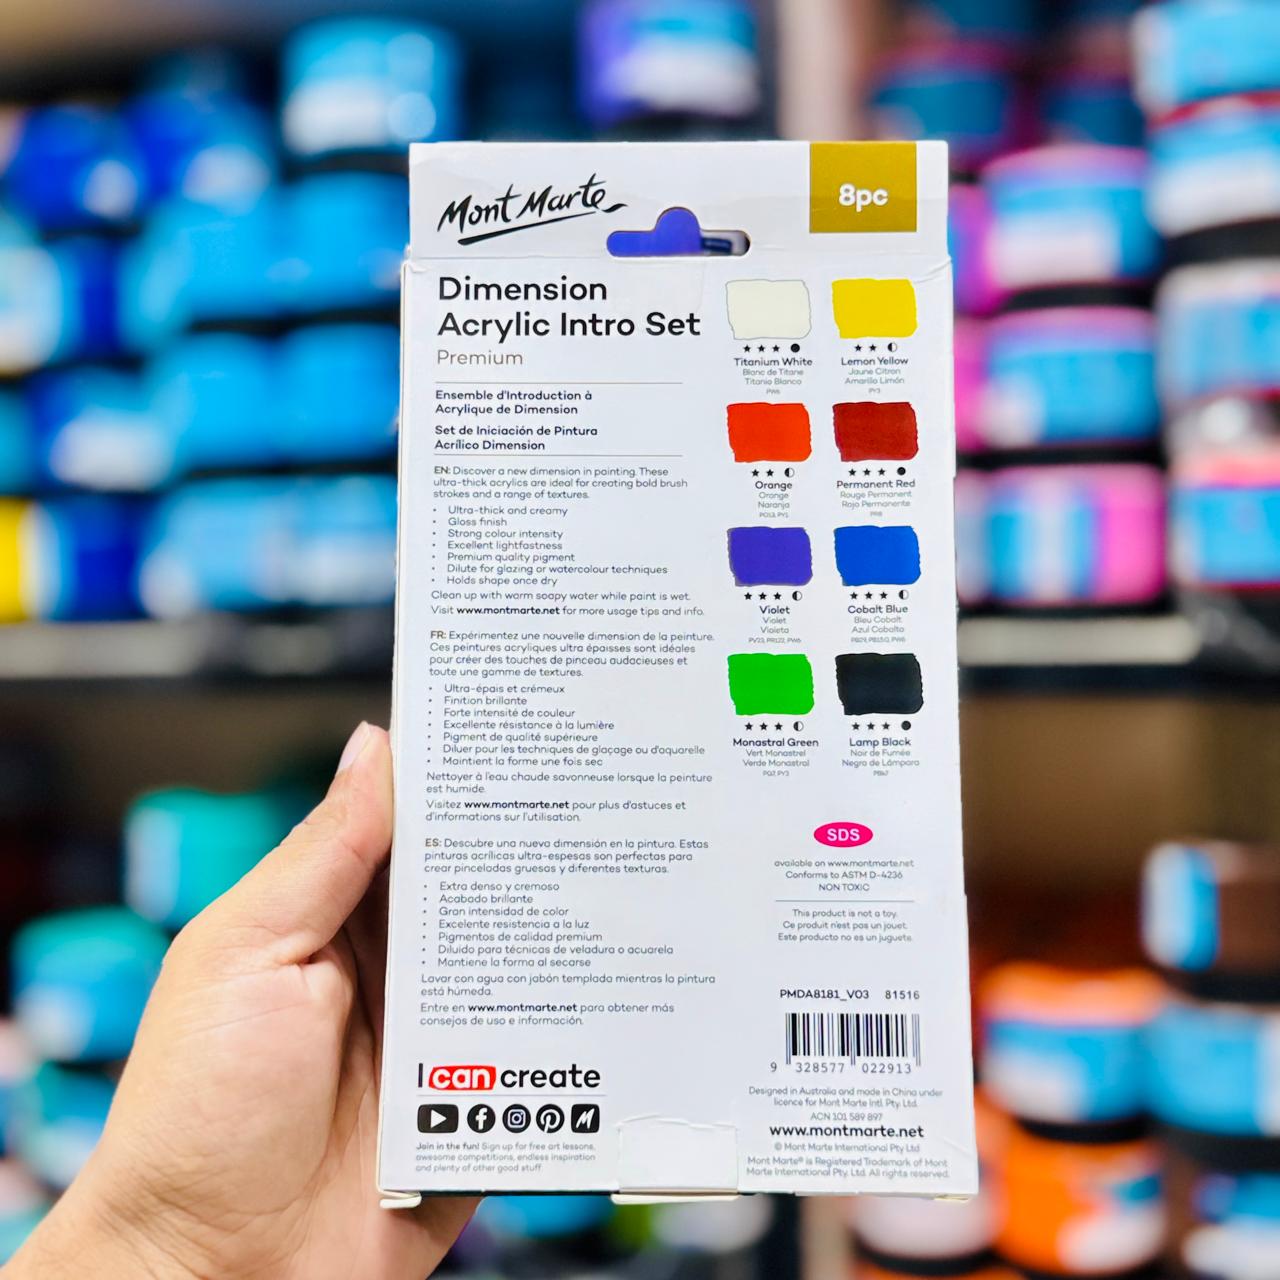 Mont Marte
8pc
Dimension
Acrylic Intro Set
Premium
Ensemble d'Introduction à
Acrylique de Dimension
Set de Iniciación de Pintura
Acrílico Dimension
EN: Discover a new dimension in painting. These
ultra-thick acrylics are ideal for creating bold brush
strokes and a range of textures.
• Ultra-thick and creamy
• Gloss finish
• Strong colour intensity
• Excellent lightfastness
• Premium quality pigment
• Dilute for glazing or watercolour techniques
• Holds shape once dry
Clean up with warm soapy water while paint is wet.
Visit www.montmarte.net for more usage tips and info.
FR: Expérimentez une nouvelle dimension de la peinture.
Ces peintures acryliques ultra épaisses sont idéales
pour créer des touches de pinceau audacieuses et
toute une gamme de textures.
• Ultra-épais et crémeux
• Finition brillante
• Forte intensité de couleur
• Excellente résistance à la lumière
• Pigment de qualité supérieure
• Diluer pour les techniques de glaçage ou d'aquarelle
• Maintient la forme une fois sec
Nettoyer à l'eau chaude savonneuse lorsque la peinture
est humide.
Visitez www.montmarte.net pour plus d'astuces et
d'informations sur l'utilisation.
ES: Descubre una nueva dimensión en la pintura. Estas
pinturas acrílicas ultra-espesas son perfectas para
crear pinceladas gruesas y diferentes texturas.
• Extra denso y cremoso
• Acabado brillante
• Gran intensidad de color
• Excelente resistencia a la luz
• Pigmentos de calidad premium
• Diluido para técnicas de veladura o acuarela
• Mantiene la forma al secarse
Lavar con agua con jabón templada mientras la pintura
está húmeda.
Entre en www.montmarte.net para obtener más
consejos de uso e información.
I can create
Join in the fun! Sign up for free art lessons,
awesome competitions, endless inspiration
and plenty of other good stuff.
Titanium White
Blanc de Titane
Titanio Blanco
PW6
Lemon Yellow
Jaune Citron
Amarillo Limón
PY3
Orange
Orange
Naranja
PO13, PY1
Permanent Red
Rouge Permanent
Rojo Permanente
Violet
Violet
Violeta
PV23, PR122, PW6
Cobalt Blue
Bleu Cobalt
Azul Cobalto
PB29, PB15:0, PW6
Monastral Green
Vert Monastrel
Verde Monastral
PG7, PY3
Lamp Black
Noir de Fumée
Negro de Lámpara
PBk7
SDS
available on www.montmarte.net
Conforms to ASTM D-4236
NON TOXIC
This product is not a toy.
Ce produit n'est pas un jouet.
Este producto no es un juguete.
PMDA8181_V03 81516
9 328577 022913
Designed in Australia and made in China under
licence for Mont Marte Intl Pty. Ltd.
ACN 101 589 897
www.montmarte.net
© Mont Marte International Pty Ltd
Mont Marte® is Registered Trademark of Mont
Marte International Pty. Ltd. All rights reserved.